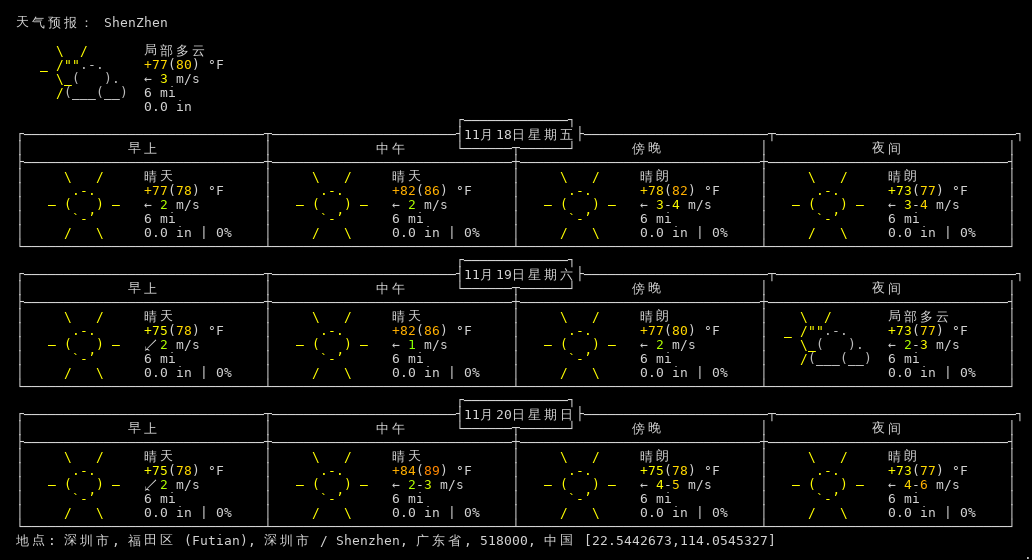 天气预报： ShenZhen
局部多云
+77(80) °F
← 3 m/s
6 mi
0.0 in
11月18日星期五
早上 中午 傍晚 夜间
晴天 晴天 晴朗 晴朗
+77(78) °F +82(86) °F +78(82) °F +73(77) °F
← 2 m/s ← 2 m/s ← 3-4 m/s ← 3-4 m/s
6 mi 6 mi 6 mi 6 mi
0.0 in | 0% 0.0 in | 0% 0.0 in | 0% 0.0 in | 0%
11月19日星期六
早上 中午 傍晚 夜间
晴天 晴天 晴朗 局部多云
+75(78) °F +82(86) °F +77(80) °F +73(77) °F
↙ 2 m/s ← 1 m/s ← 2 m/s ← 2-3 m/s
6 mi 6 mi 6 mi 6 mi
0.0 in | 0% 0.0 in | 0% 0.0 in | 0% 0.0 in | 0%
11月20日星期日
早上 中午 傍晚 夜间
晴天 晴天 晴朗 晴朗
+75(78) °F +84(89) °F +75(78) °F +73(77) °F
↙ 2 m/s ← 2-3 m/s ← 4-5 m/s ← 4-6 m/s
6 mi 6 mi 6 mi 6 mi
0.0 in | 0% 0.0 in | 0% 0.0 in | 0% 0.0 in | 0%
地点: 深圳市, 福田区 (Futian), 深圳市 / Shenzhen, 广东省, 518000, 中国 [22.5442673,114.0545327]